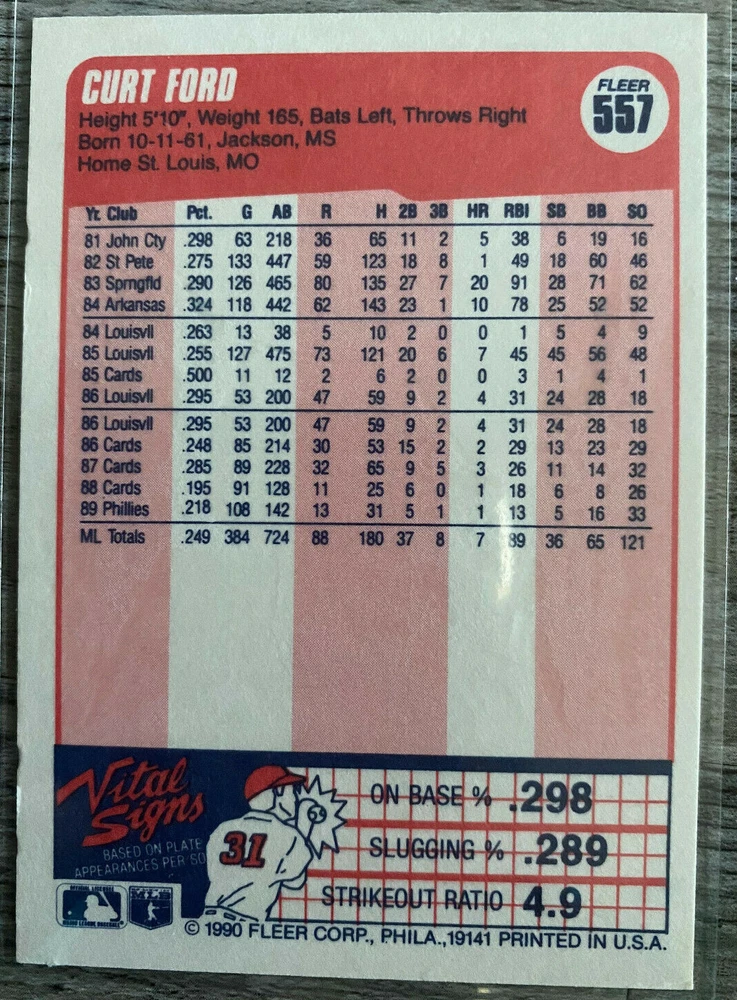 CURT FORD
FLEER
557
Height 5'10", Weight 165, Bats Left, Throws Right
Born 10-11-61, Jackson, MS
Home St. Louis, MO
Yr. Club Pct. G AB R H 2B 3B HR RBI SB BB SO
81 John Cty .298 63 218 36 65 11 2 5 38 6 19 16
82 St Pete .275 133 447 59 123 18 8 1 49 18 60 46
83 Sprngfld .290 126 465 80 135 27 7 20 91 28 71 62
84 Arkansas .324 118 442 62 143 23 1 10 78 25 52 52
84 Louisvll .263 13 38 5 10 2 0 0 1 5 4 9
85 Louisvll .255 127 475 73 121 20 6 7 45 45 56 48
85 Cards .500 11 12 2 6 2 0 0 3 1 4 1
86 Louisvll .295 53 200 47 59 9 2 4 31 24 28 18
86 Louisvll .295 53 200 47 59 9 2 4 31 24 28 18
86 Cards .248 85 214 30 53 15 2 2 29 13 23 29
87 Cards .285 89 228 32 65 9 5 3 26 11 14 32
88 Cards .195 91 128 11 25 6 0 1 18 6 8 26
89 Phillies .218 108 142 13 31 5 1 1 13 5 16 33
ML Totals .249 384 724 88 180 37 8 7 89 36 65 121
Vital
Signs
BASED ON PLATE
APPEARANCES PER SO
31
ON BASE % .298
SLUGGING % .289
STRIKEOUT RATIO 4.9
© 1990 FLEER CORP., PHILA.,19141 PRINTED IN U.S.A.